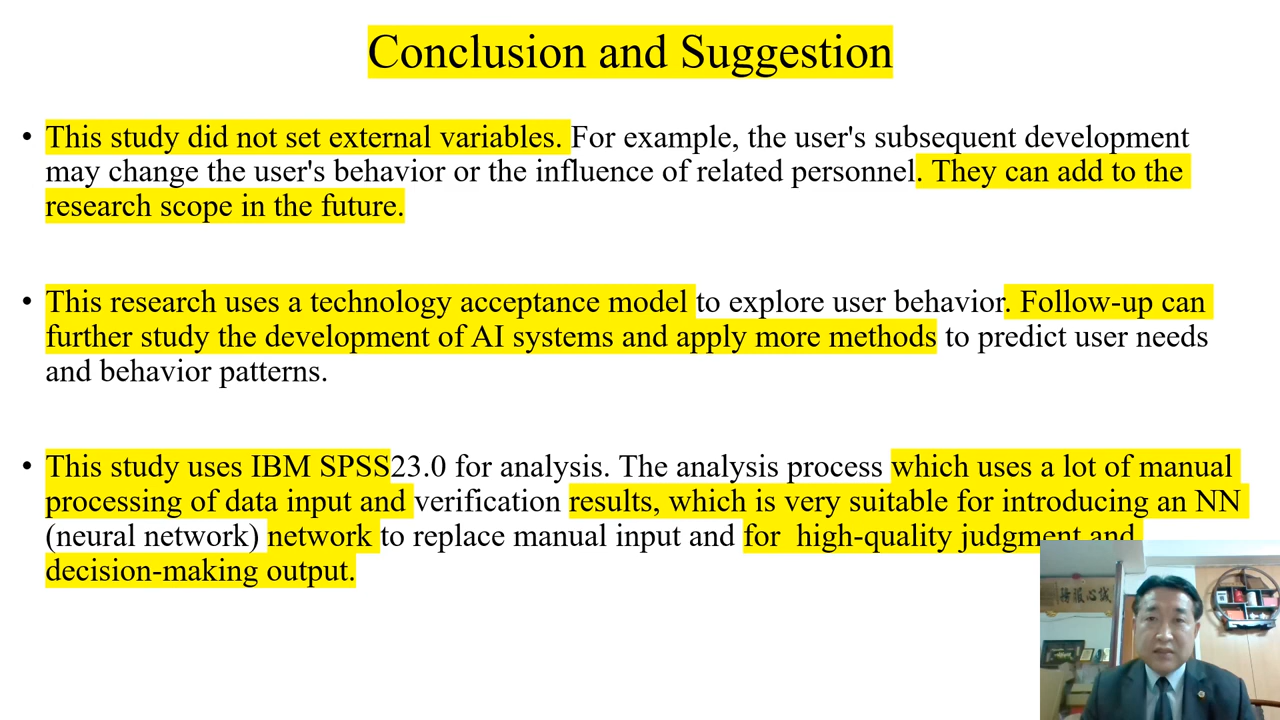 Conclusion and Suggestion
• This study did not set external variables. For example, the user's subsequent development
may change the user's behavior or the influence of related personnel. They can add to the
research scope in the future.
• This research uses a technology acceptance model to explore user behavior. Follow-up can
further study the development of AI systems and apply more methods to predict user needs
and behavior patterns.
• This study uses IBM SPSS23.0 for analysis. The analysis process which uses a lot of manual
processing of data input and verification results, which is very suitable for introducing an NN
(neural network) network to replace manual input and for high-quality judgment and
decision-making output.